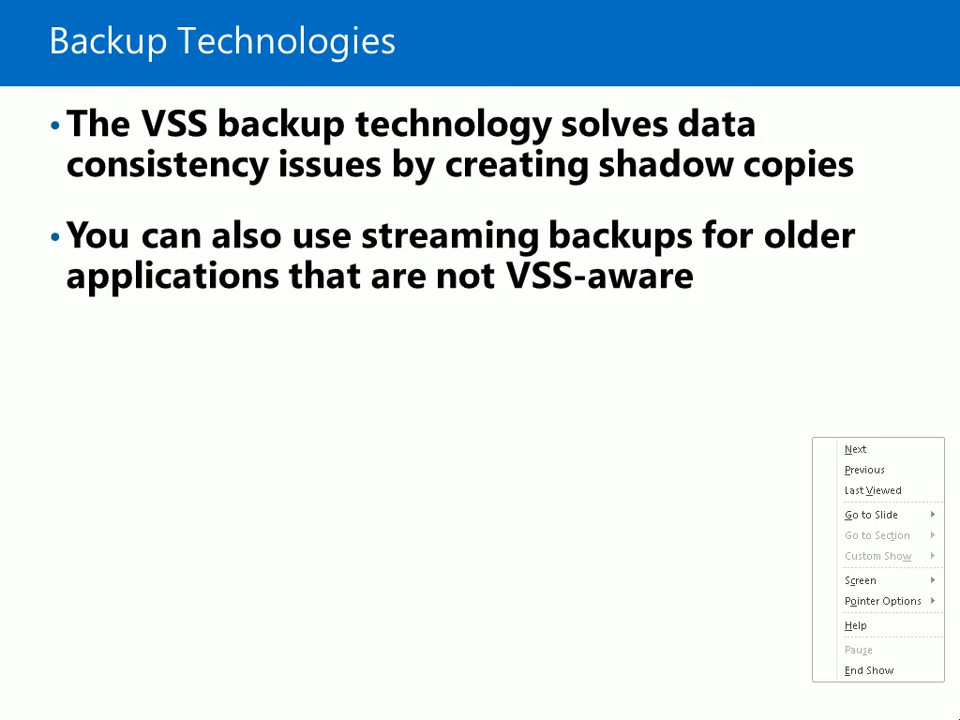 Backup Technologies
• The VSS backup technology solves data
consistency issues by creating shadow copies
• You can also use streaming backups for older
applications that are not VSS-aware
Next
Previous
Last Viewed
Go to Slide
Go to Section
Custom Show
Screen
Pointer Options
Help
Pause
End Show